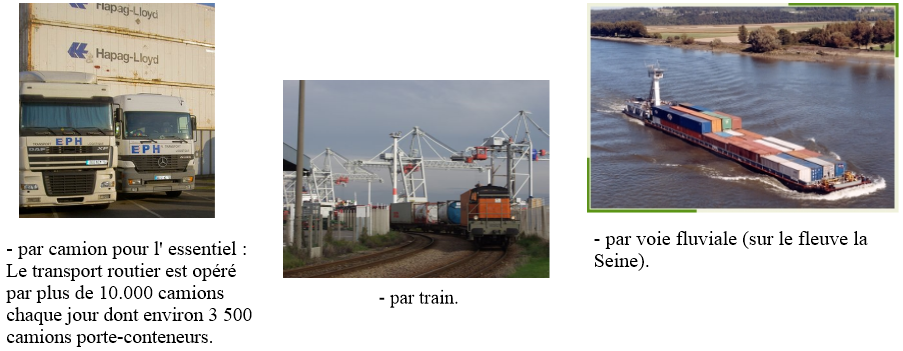 Hapag-Lloyd
Hapag-Lloyd
EPH
EPH
DAF
XF
- par camion pour l' essentiel :
Le transport routier est opéré
par plus de 10.000 camions
chaque jour dont environ 3 500
camions porte-conteneurs.
- par train.
- par voie fluviale (sur le fleuve la
Seine).